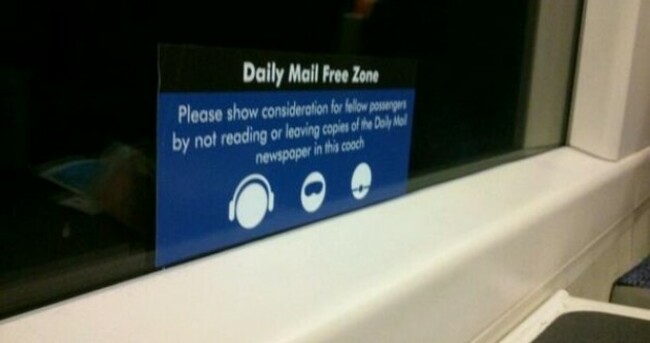 Daily Mail Free Zone
Please show consideration for fellow passengers
by not reading or leaving copies of the Daily Mail
newspaper in this coach